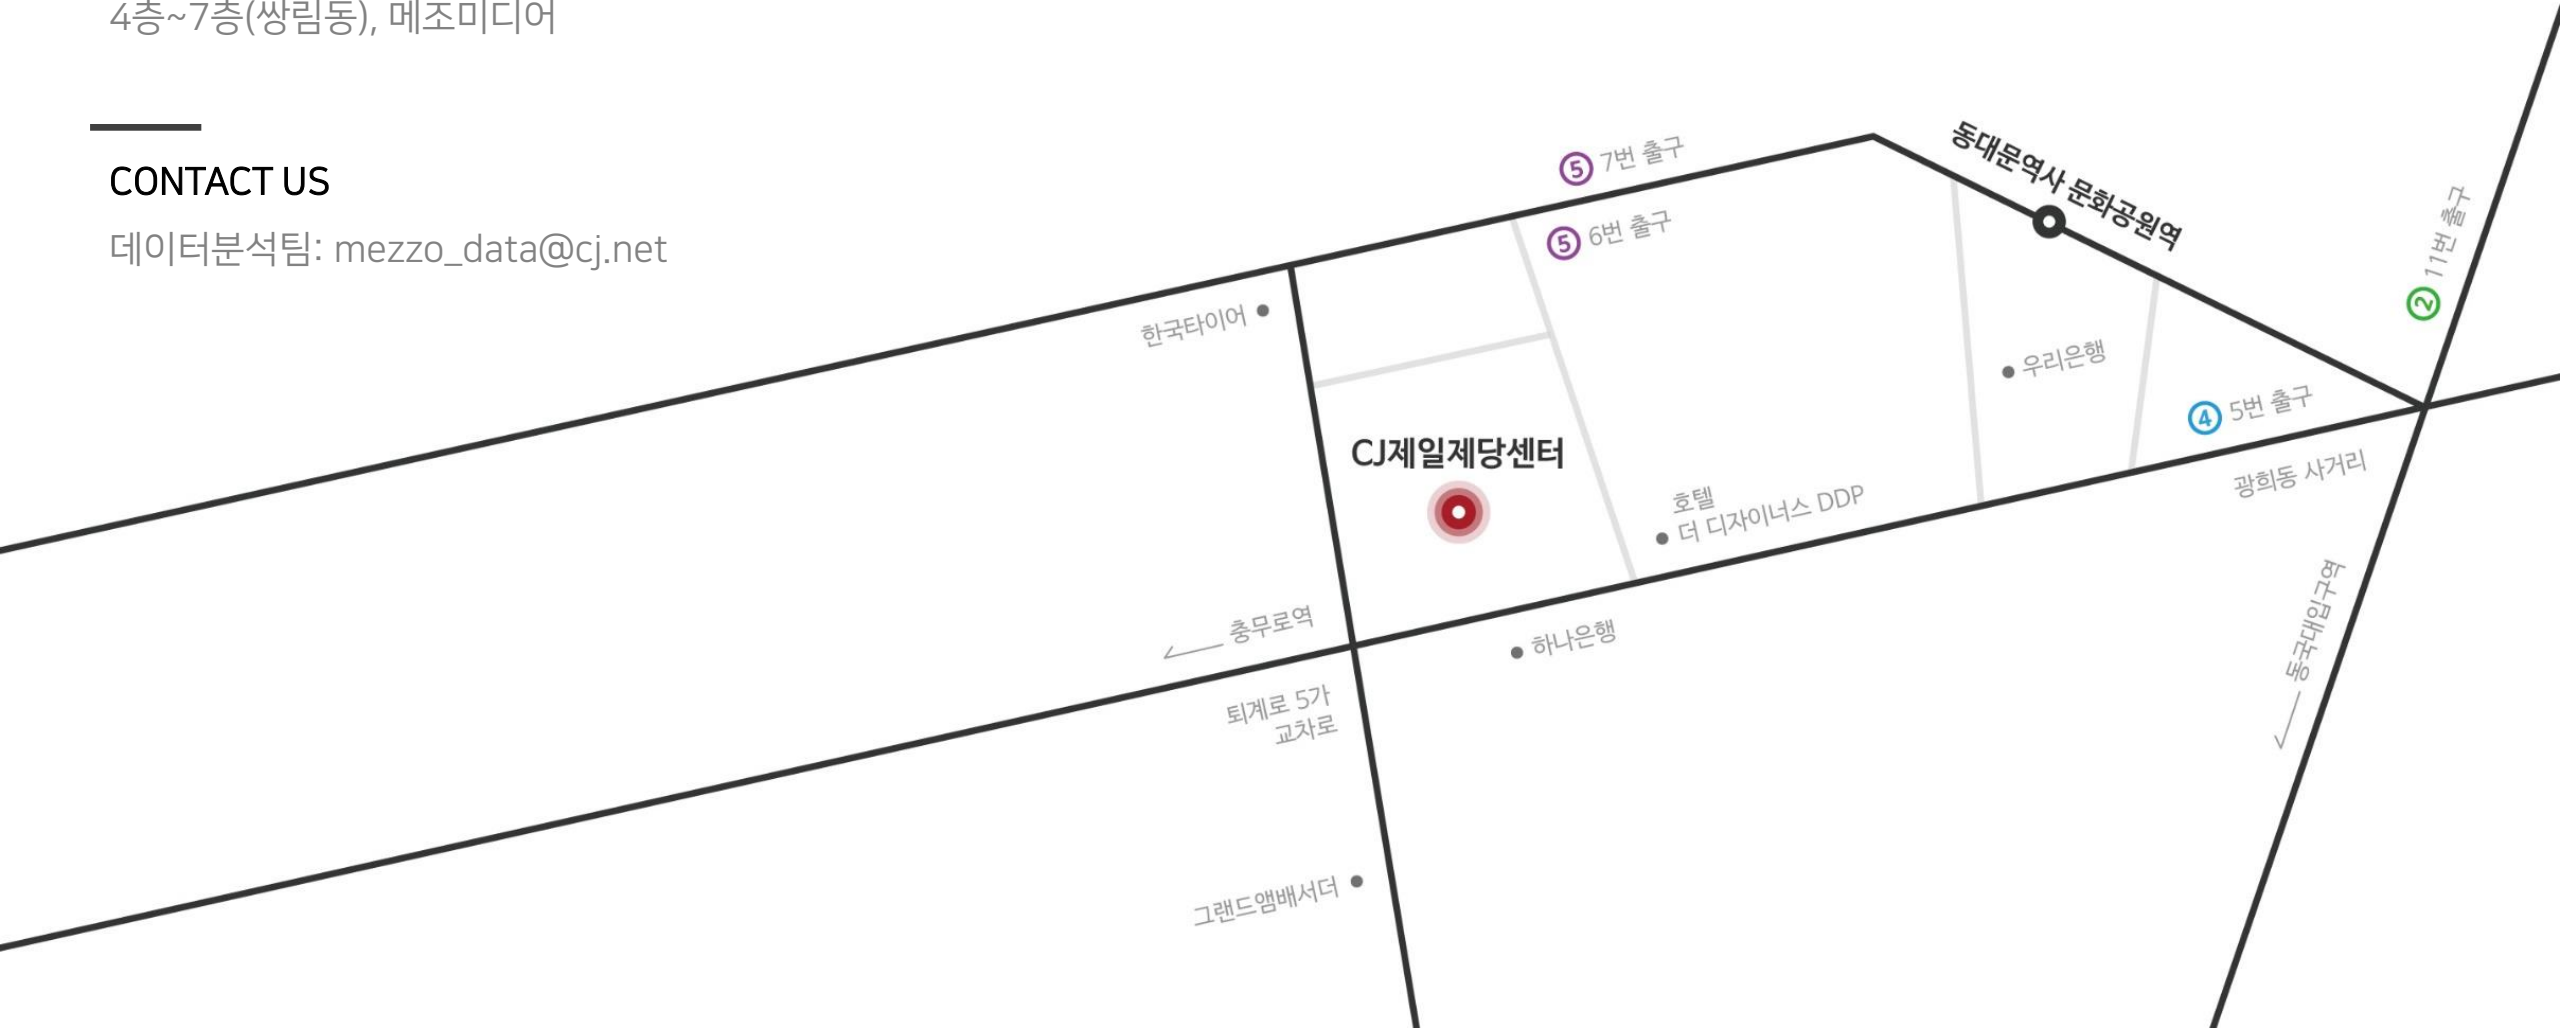 4층~7층(쌍림동), 메조미디어
CONTACT US
데이터분석팀: mezzo_data@cj.net
5 7번 출구
5 6번 출구
동대문역사 문화공원역
2 11번 출구
한국타이어
우리은행
4 5번 출구
CJ제일제당센터
광희동 사거리
호텔
더 디자이너스 DDP
충무로역
하나은행
동국대입구역
퇴계로 5가
교차로
그랜드앰배서더